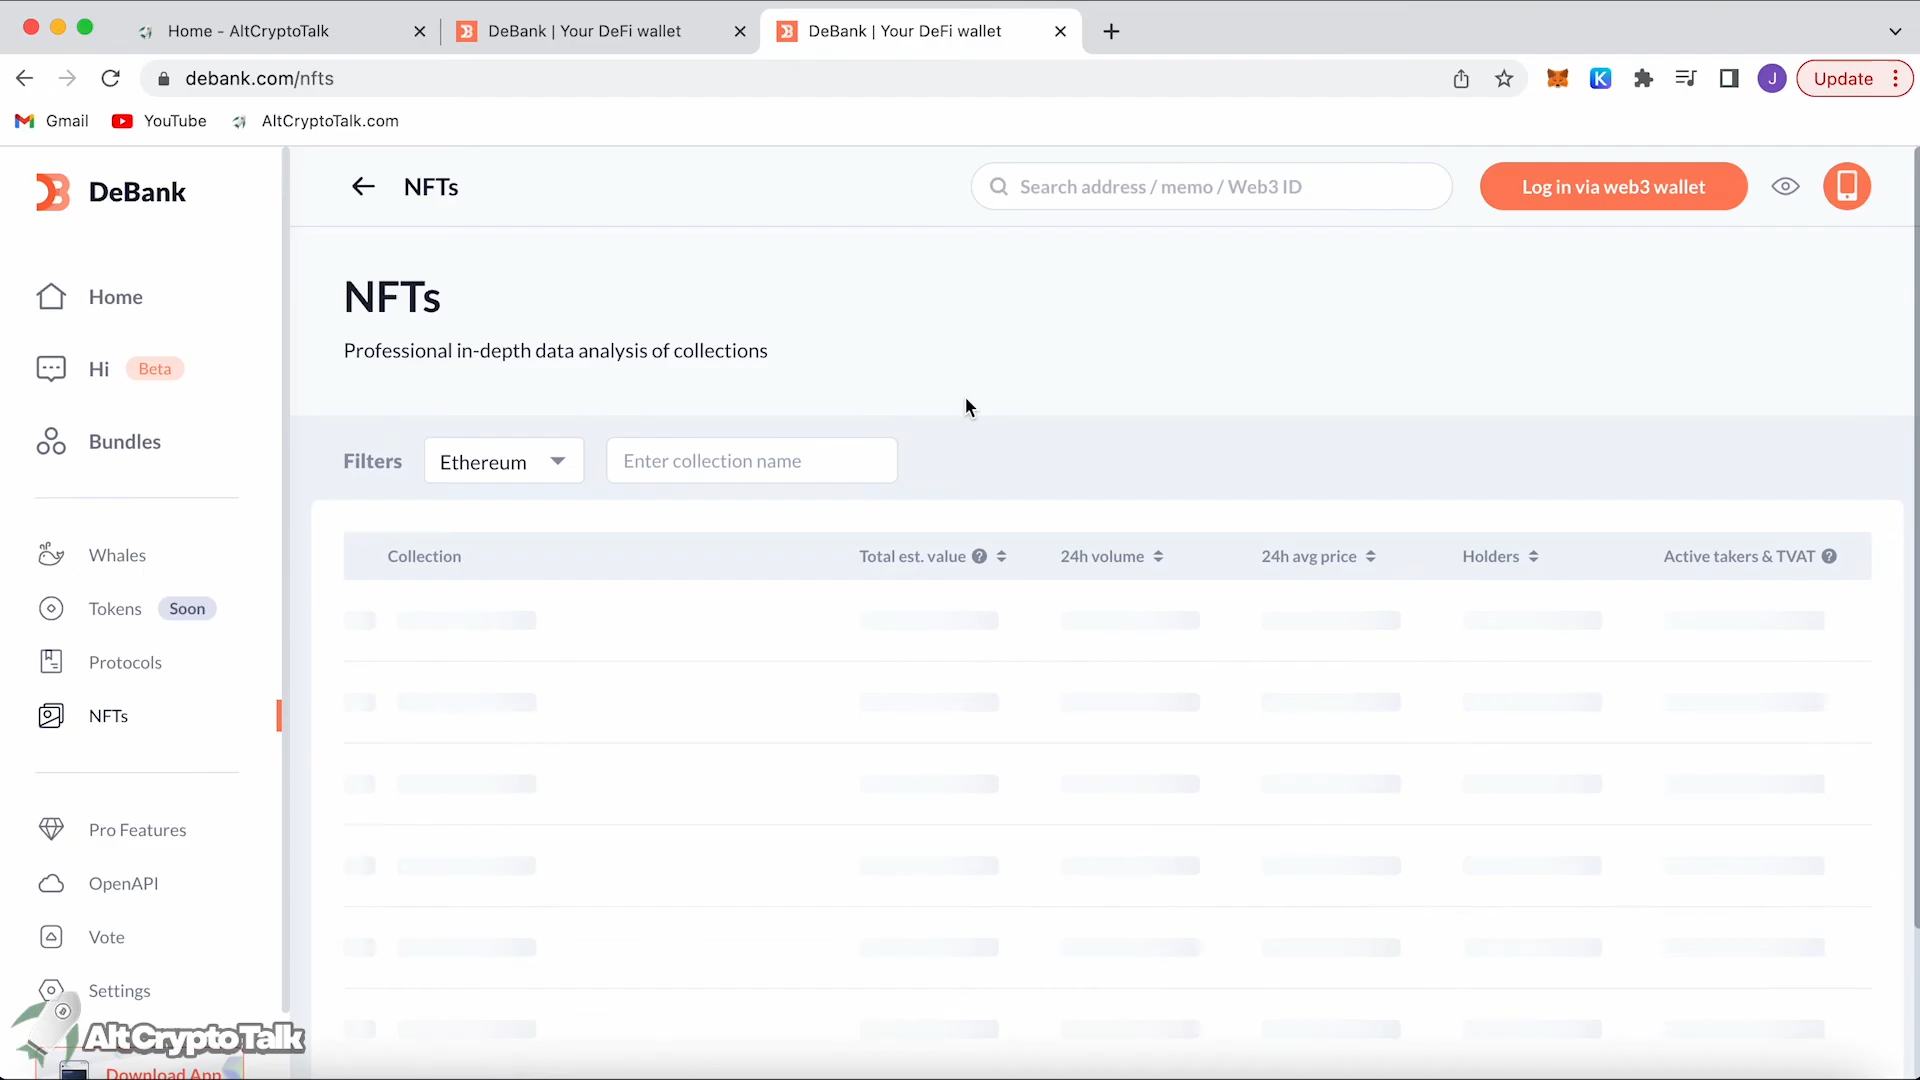 Home - AltCryptoTalk
DeBank | Your DeFi wallet
DeBank | Your DeFi wallet
debank.com/nfts
K
J
Update
Gmail
YouTube
AltCryptoTalk.com
DeBank
NFTs
Search address / memo / Web3 ID
Log in via web3 wallet
Home
Hi Beta
Bundles
Whales
Tokens Soon
Protocols
NFTs
Pro Features
OpenAPI
Vote
Settings
AltCryptoTalk
Download App
NFTs
Professional in-depth data analysis of collections
Filters Ethereum Enter collection name
Collection Total est. value ? 24h volume 24h avg price Holders Active takers & TVAT ?